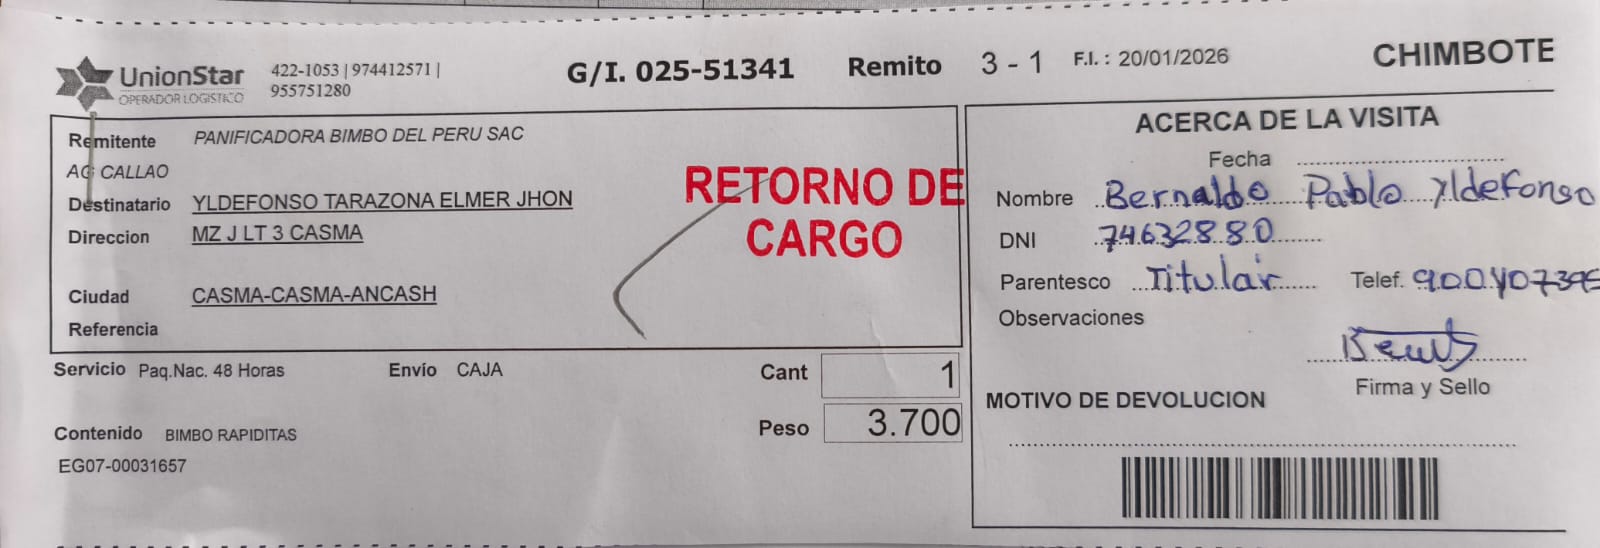 UnionStar
OPERADOR LOGÍSTICO
422-1053 | 974412571 |
955751280
G/I. 025-51341
Remito 3 - 1
F.I. : 20/01/2026
CHIMBOTE
Remitente PANIFICADORA BIMBO DEL PERU SAC
AG CALLAO
Destinatario YLDEFONSO TARAZONA ELMER JHON
Direccion MZ J LT 3 CASMA
Ciudad CASMA-CASMA-ANCASH
Referencia
RETORNO DE
CARGO
Servicio Paq.Nac. 48 Horas
Envío CAJA
Cant 1
Peso 3.700
Contenido BIMBO RAPIDITAS
EG07-00031657
ACERCA DE LA VISITA
Fecha
Nombre Bernaldo Pablo Yldefonso
DNI 74632880
Parentesco Titular
Telef.
Observaciones
Firma y Sello
MOTIVO DE DEVOLUCION